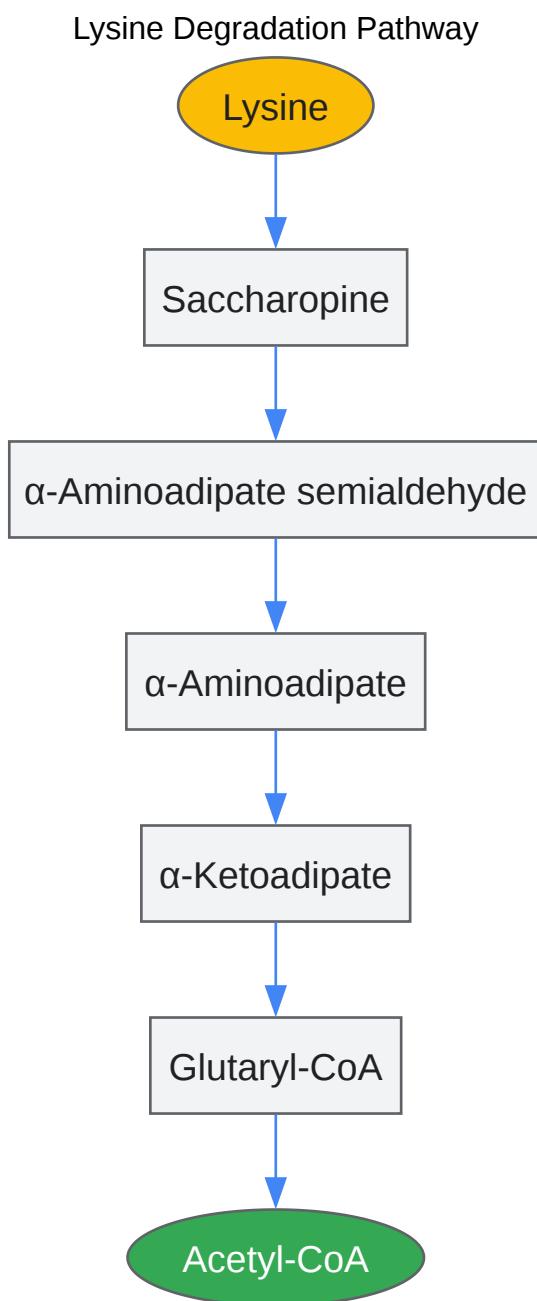 Lysine Degradation Pathway
Lysine
Saccharopine
α-Aminoadipate semialdehyde
α-Aminoadipate
α-Ketoadipate
Glutaryl-CoA
Acetyl-CoA